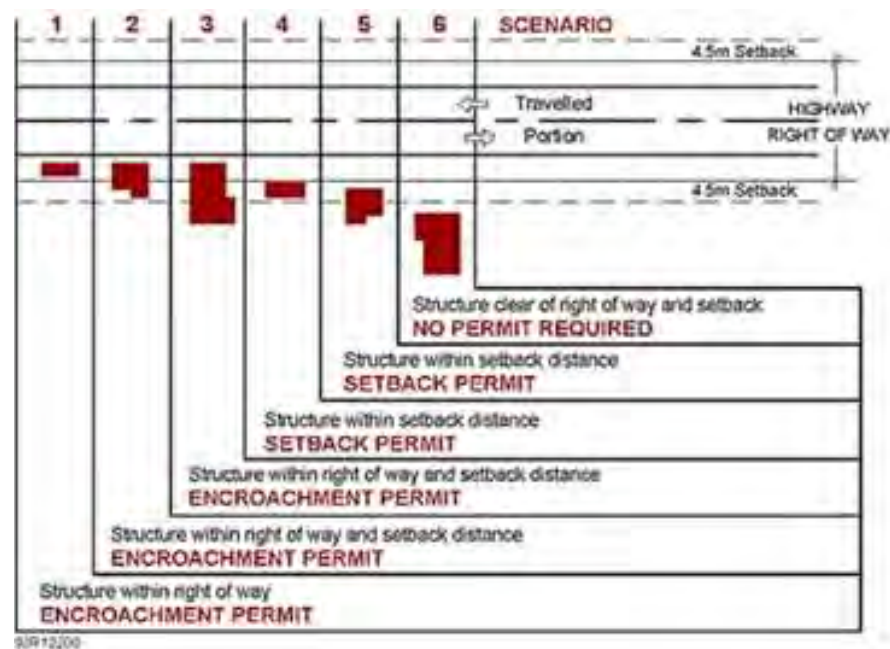 1 2 3 4 5 6 SCENARIO
4.5m Setback
Travelled
HIGHWAY
Portion
RIGHT OF WAY
4.5m Setback
Structure clear of right of way and setback
NO PERMIT REQUIRED
Structure within setback distance
SETBACK PERMIT
Structure within setback distance
SETBACK PERMIT
Structure within right of way and setback distance
ENCROACHMENT PERMIT
Structure within right of way and setback distance
ENCROACHMENT PERMIT
Structure within right of way
ENCROACHMENT PERMIT